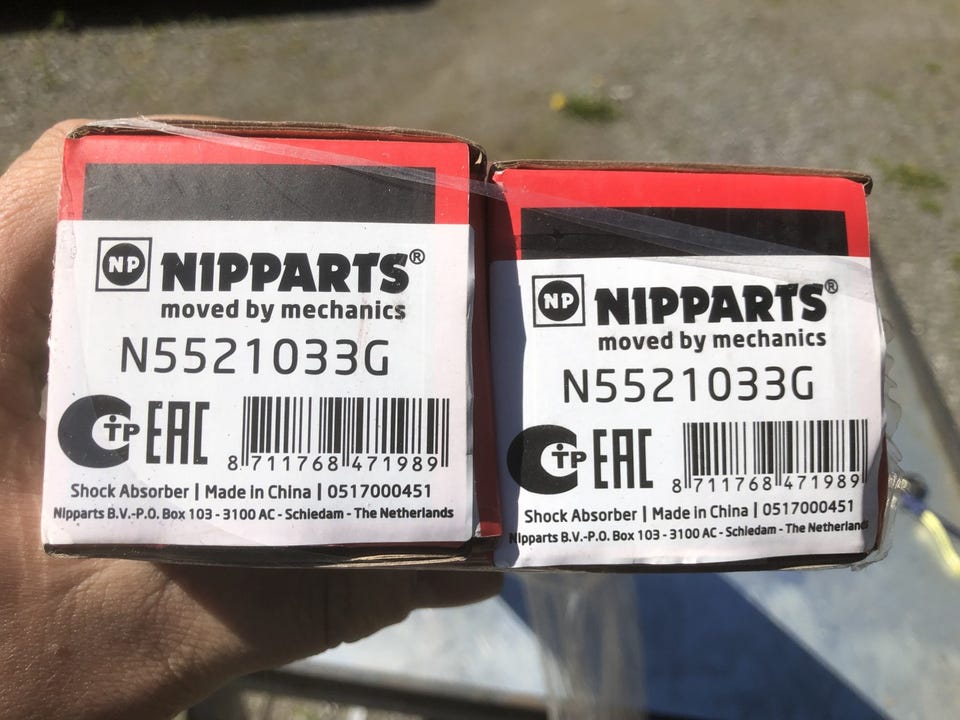 NP NIPPARTS®
moved by mechanics
N5521033G
TP EAC
8 711768 471989
Shock Absorber | Made in China | 0517000451
Nipparts B.V.-P.O. Box 103 - 3100 AC - Schiedam - The Netherlands
NP NIPPARTS®
moved by mechanics
N5521033G
TP EAC
8 711768 471989
Shock Absorber | Made in China | 0517000451
Nipparts B.V.-P.O. Box 103 - 3100 AC - Schiedam - The Netherlands